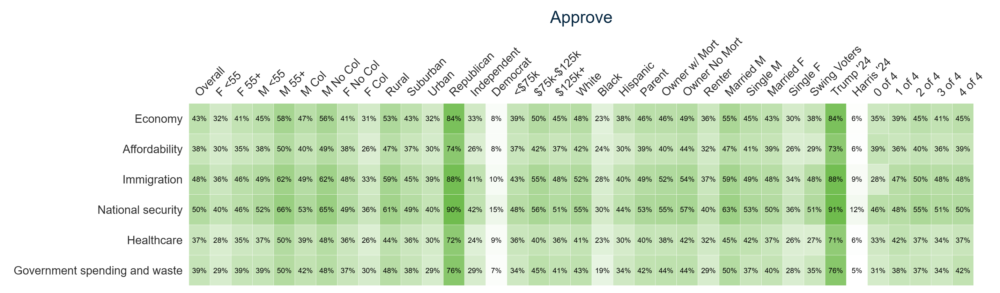 Approve
Overall F <55 F 55+ M <55 M 55+ M Col M No Col F No Col F Col Rural Suburban Urban Republican Independent Democrat <$75k $75k-$125k $125k+ White Black Hispanic Parent Owner w/ Mort Owner No Mort Renter Married M Single M Married F Single F Swing Voters Trump '24 Harris '24 0 of 4 1 of 4 2 of 4 3 of 4 4 of 4
Economy 43% 32% 41% 45% 58% 47% 56% 41% 31% 53% 43% 32% 84% 33% 8% 39% 50% 45% 48% 23% 38% 46% 46% 49% 36% 55% 45% 43% 30% 38% 84% 6% 35% 39% 45% 41% 45%
Affordability 38% 30% 35% 38% 50% 40% 49% 38% 26% 47% 37% 30% 74% 26% 8% 37% 42% 37% 42% 24% 30% 39% 40% 44% 32% 47% 41% 39% 26% 29% 73% 6% 39% 36% 40% 36% 39%
Immigration 48% 36% 46% 49% 62% 49% 62% 48% 33% 59% 45% 39% 88% 41% 10% 43% 55% 48% 52% 28% 40% 49% 52% 54% 37% 59% 49% 48% 34% 48% 88% 9% 28% 47% 50% 48% 48%
National security 50% 40% 46% 52% 66% 53% 65% 49% 36% 61% 49% 40% 90% 42% 15% 48% 56% 51% 55% 30% 44% 53% 55% 57% 40% 63% 53% 50% 36% 51% 91% 12% 46% 48% 55% 51% 50%
Healthcare 37% 28% 35% 37% 50% 39% 48% 36% 26% 44% 36% 30% 72% 24% 9% 36% 40% 36% 41% 23% 30% 40% 38% 42% 32% 45% 42% 37% 26% 27% 71% 6% 33% 42% 37% 34% 37%
Government spending and waste 39% 29% 39% 39% 50% 42% 48% 37% 30% 48% 38% 29% 76% 29% 7% 34% 45% 41% 43% 19% 34% 42% 44% 44% 29% 50% 37% 40% 28% 35% 76% 5% 31% 38% 37% 34% 42%